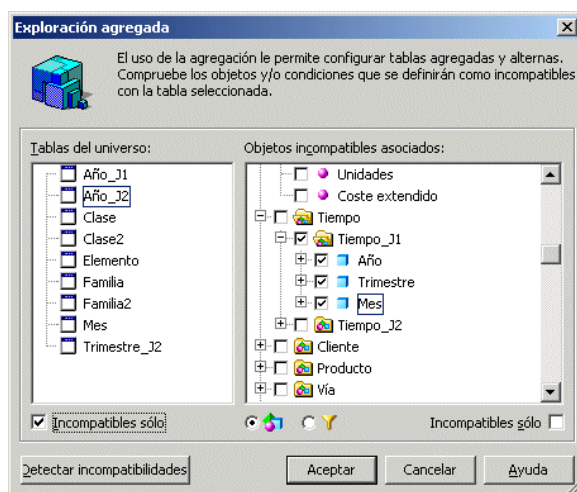 Exploración agregada
El uso de la agregación le permite configurar tablas agregadas y alternas.
Compruebe los objetos y/o condiciones que se definirán como incompatibles
con la tabla seleccionada.
Tablas del universo:
Año_J1
Año_J2
Clase
Clase2
Elemento
Familia
Familia2
Mes
Trimestre_J2
Incompatibles sólo
Objetos incompatibles asociados:
Unidades
Coste extendido
Tiempo
Tiempo_J1
Año
Trimestre
Mes
Tiempo_J2
Cliente
Producto
Vía
Incompatibles sólo
Detectar incompatibilidades
Aceptar
Cancelar
Ayuda